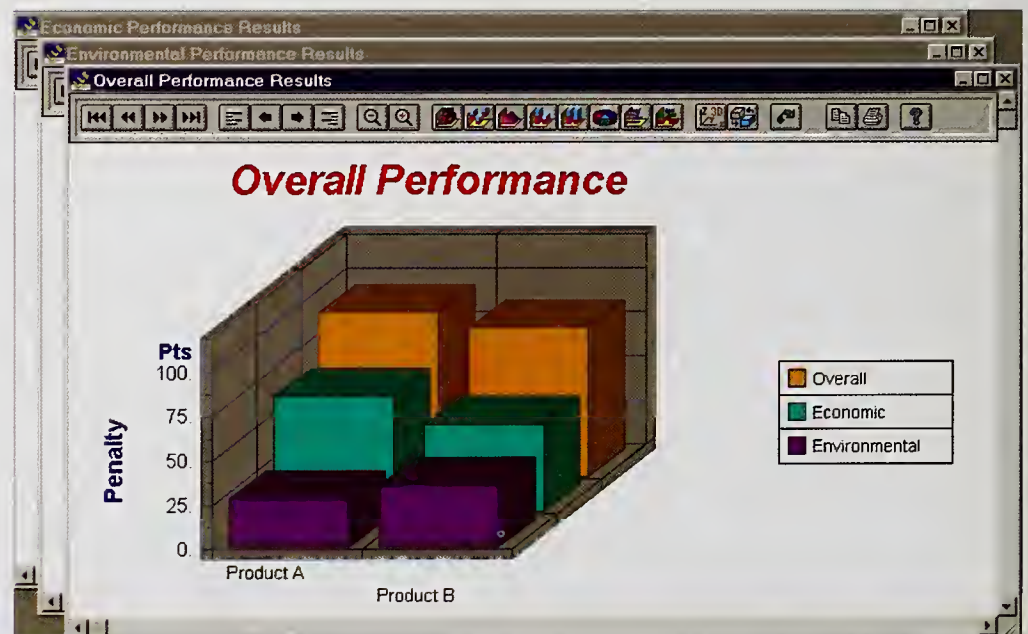 Economic Performance Results
Environmental Performance Results
Overall Performance Results
Overall Performance
Pts
100
75
50
25
0
Penalty
Product A
Product B
Overall
Economic
Environmental